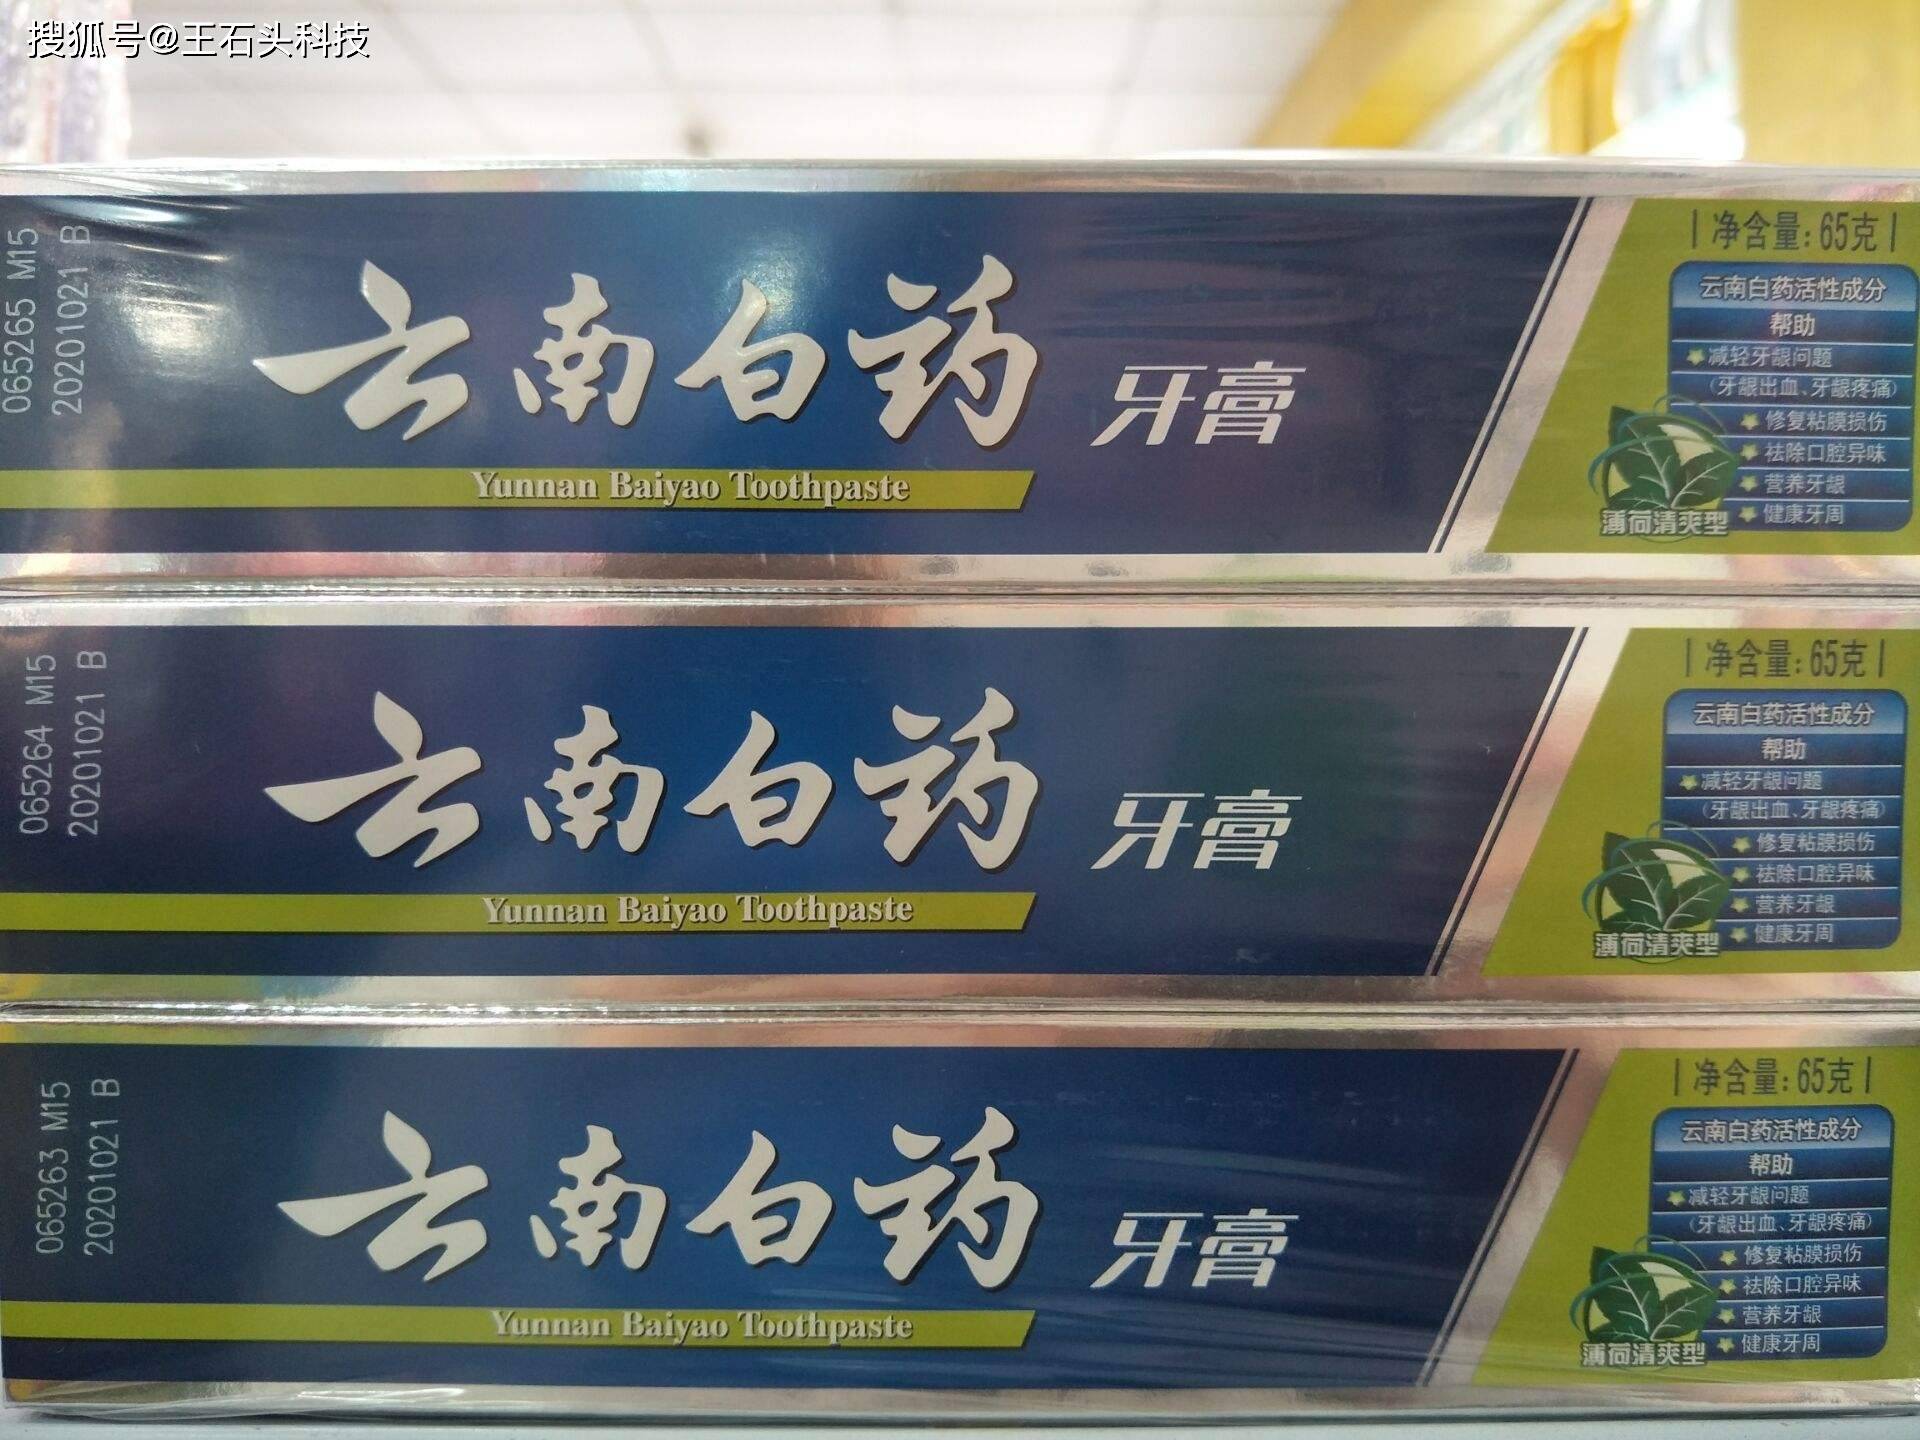 搜狐号@王石头科技
065265 M15
20201021 B
云南白药 牙膏
Yunnan Baiyao Toothpaste
净含量:65克
云南白药活性成分
帮助
减轻牙龈问题
(牙龈出血、牙龈疼痛)
修复粘膜损伤
祛除口腔异味
营养牙龈
健康牙周
薄荷清爽型
065264 M15
20201021 B
云南白药 牙膏
Yunnan Baiyao Toothpaste
净含量:65克
云南白药活性成分
帮助
减轻牙龈问题
(牙龈出血、牙龈疼痛)
修复粘膜损伤
祛除口腔异味
营养牙龈
健康牙周
薄荷清爽型
065263 M15
20201021 B
云南白药 牙膏
Yunnan Baiyao Toothpaste
净含量:65克
云南白药活性成分
帮助
减轻牙龈问题
(牙龈出血、牙龈疼痛)
修复粘膜损伤
祛除口腔异味
营养牙龈
健康牙周
薄荷清爽型